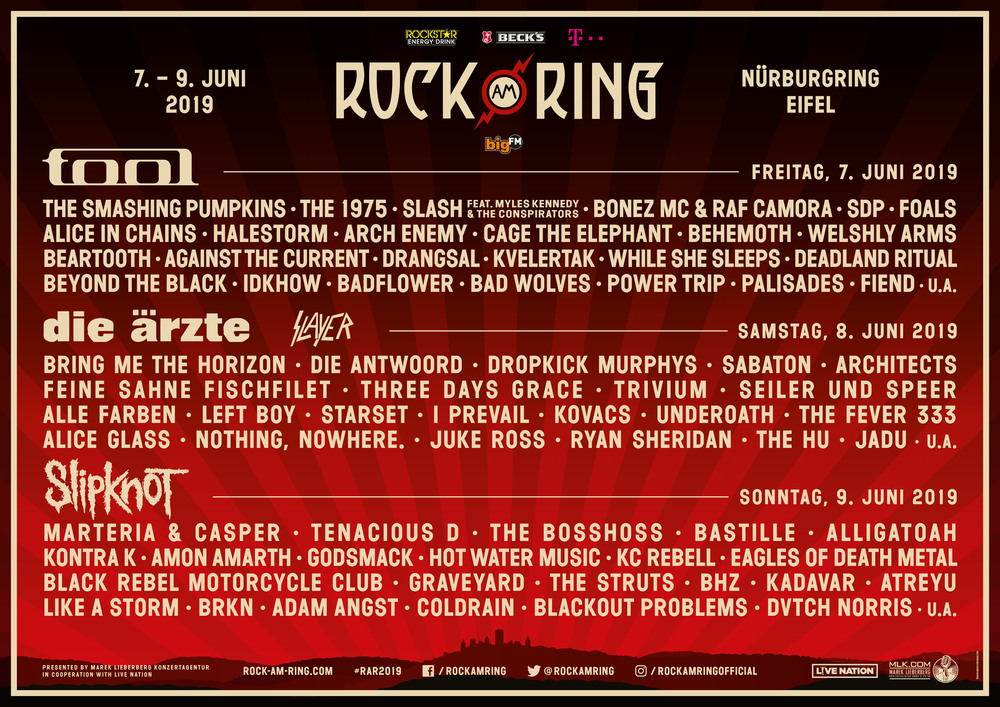 ROCKSTAR ENERGY DRINK BECK'S T
7. – 9. JUNI
2019
ROCK AM RING
NÜRBURGRING
EIFEL
bigFM
TOOL
FREITAG, 7. JUNI 2019
THE SMASHING PUMPKINS · THE 1975 · SLASH FEAT. MYLES KENNEDY & THE CONSPIRATORS · BONEZ MC & RAF CAMORA · SDP · FOALS
ALICE IN CHAINS · HALESTORM · ARCH ENEMY · CAGE THE ELEPHANT · BEHEMOTH · WELSHLY ARMS
BEARTOOTH · AGAINST THE CURRENT · DRANGSAL · KVELERTAK · WHILE SHE SLEEPS · DEADLAND RITUAL
BEYOND THE BLACK · IDKHOW · BADFLOWER · BAD WOLVES · POWER TRIP · PALISADES · FIEND · U.A.
die ärzte SLAYER
SAMSTAG, 8. JUNI 2019
BRING ME THE HORIZON · DIE ANTWOORD · DROPKICK MURPHYS · SABATON · ARCHITECTS
FEINE SAHNE FISCHFILET · THREE DAYS GRACE · TRIVIUM · SEILER UND SPEER
ALLE FARBEN · LEFT BOY · STARSET · I PREVAIL · KOVACS · UNDEROATH · THE FEVER 333
ALICE GLASS · NOTHING, NOWHERE. · JUKE ROSS · RYAN SHERIDAN · THE HU · JADU · U.A.
SlipKnoT
SONNTAG, 9. JUNI 2019
MARTERIA & CASPER · TENACIOUS D · THE BOSSHOSS · BASTILLE · ALLIGATOAH
KONTRA K · AMON AMARTH · GODSMACK · HOT WATER MUSIC · KC REBELL · EAGLES OF DEATH METAL
BLACK REBEL MOTORCYCLE CLUB · GRAVEYARD · THE STRUTS · BHZ · KADAVAR · ATREYU
LIKE A STORM · BRKN · ADAM ANGST · COLDRAIN · BLACKOUT PROBLEMS · DVTCH NORRIS · U.A.
PRESENTED BY MAREK LIEBERBERG KONZERTAGENTUR
IN COOPERATION WITH LIVE NATION
ROCK-AM-RING.COM #RAR2019 /ROCKAMRING @ROCKAMRING /ROCKAMRINGOFFICIAL
LIVE NATION
MLK.COM
MAREK LIEBERBERG